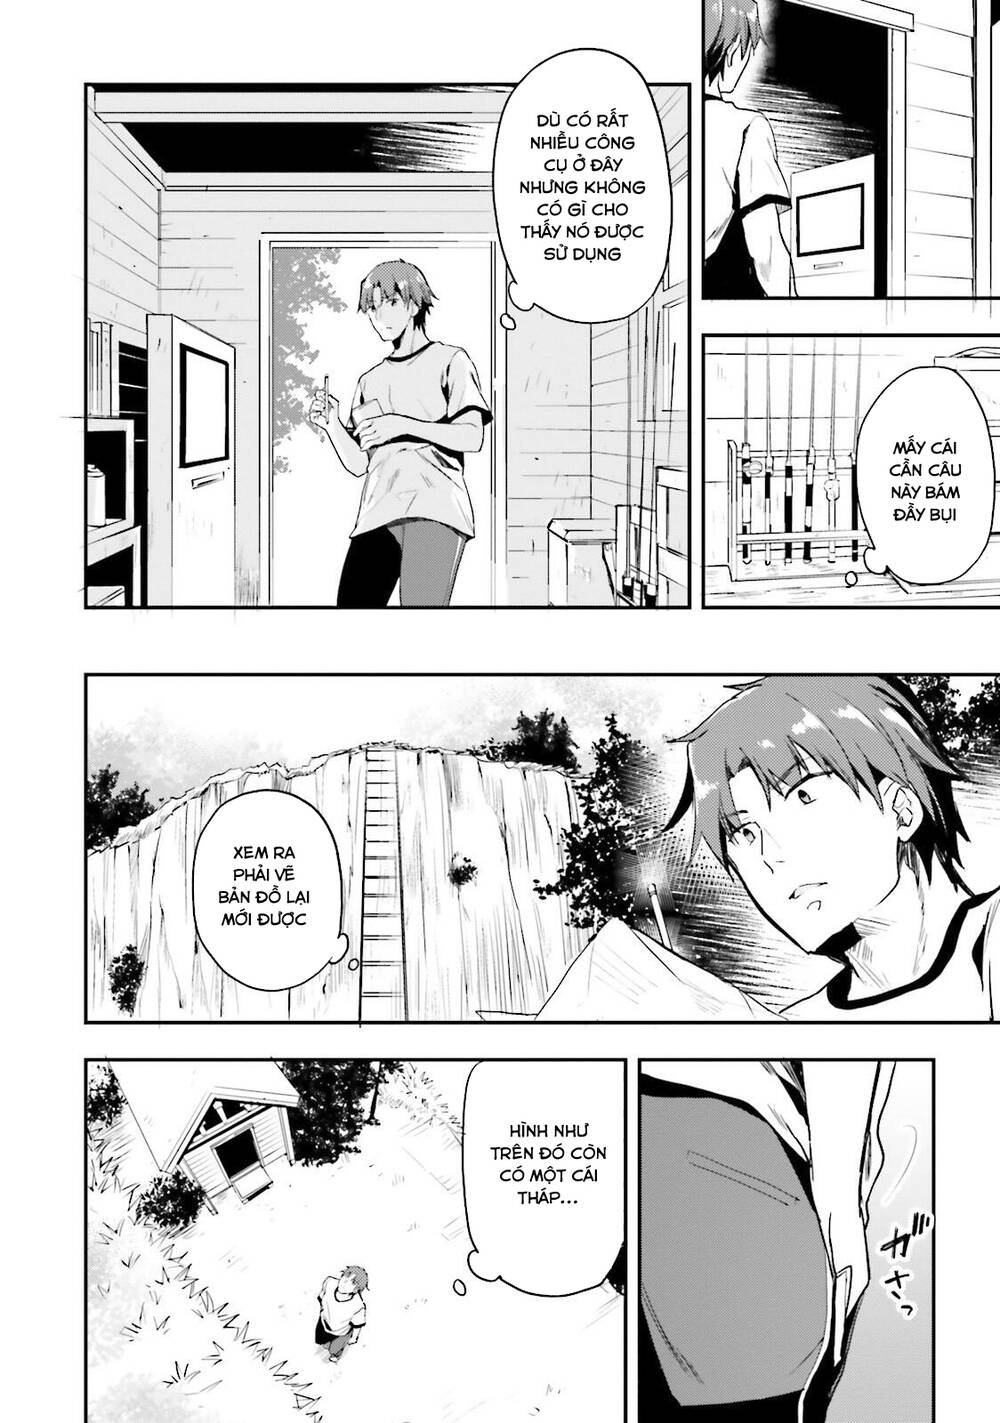 MẤY CÁI
CẦN CÂU
NÀY BÁM
ĐẦY BỤI
DÙ CÓ RẤT
NHIỀU CÔNG
CỤ Ở ĐÂY
NHƯNG KHÔNG
CÓ GÌ CHO
THẤY NÓ ĐƯỢC
SỬ DỤNG
XEM RA
PHẢI VẼ
BẢN ĐỒ LẠI
MỚI ĐƯỢC
ガサっ
HÌNH NHƯ
TRÊN ĐÓ CÒN
CÓ MỘT CÁI
THÁP...